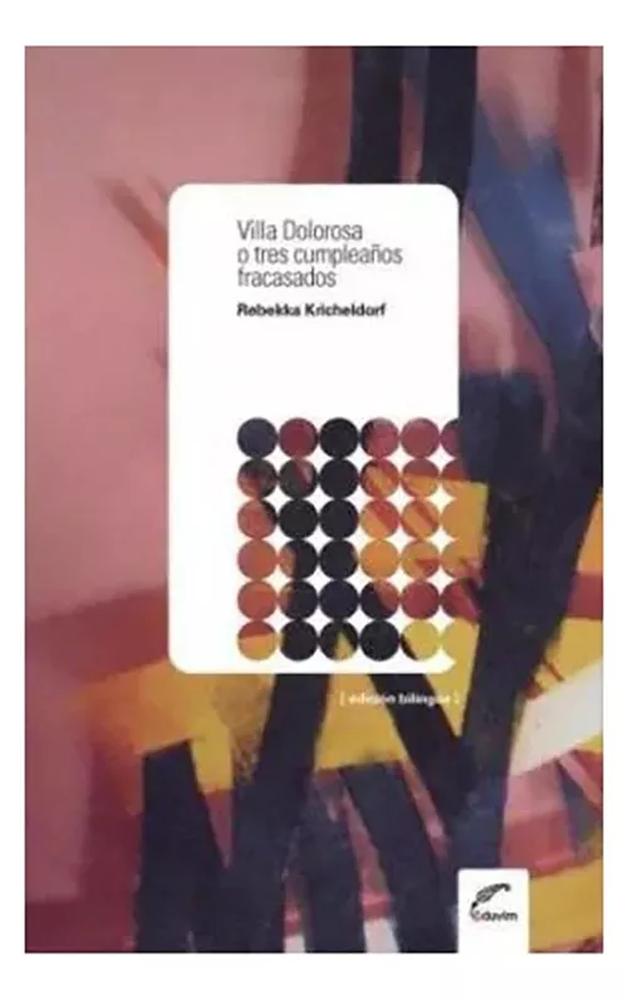 Villa Dolorosa
o tres cumpleaños
fracasados
Rebekka Kricheldorf
[ edición bilingüe ]
eduvim